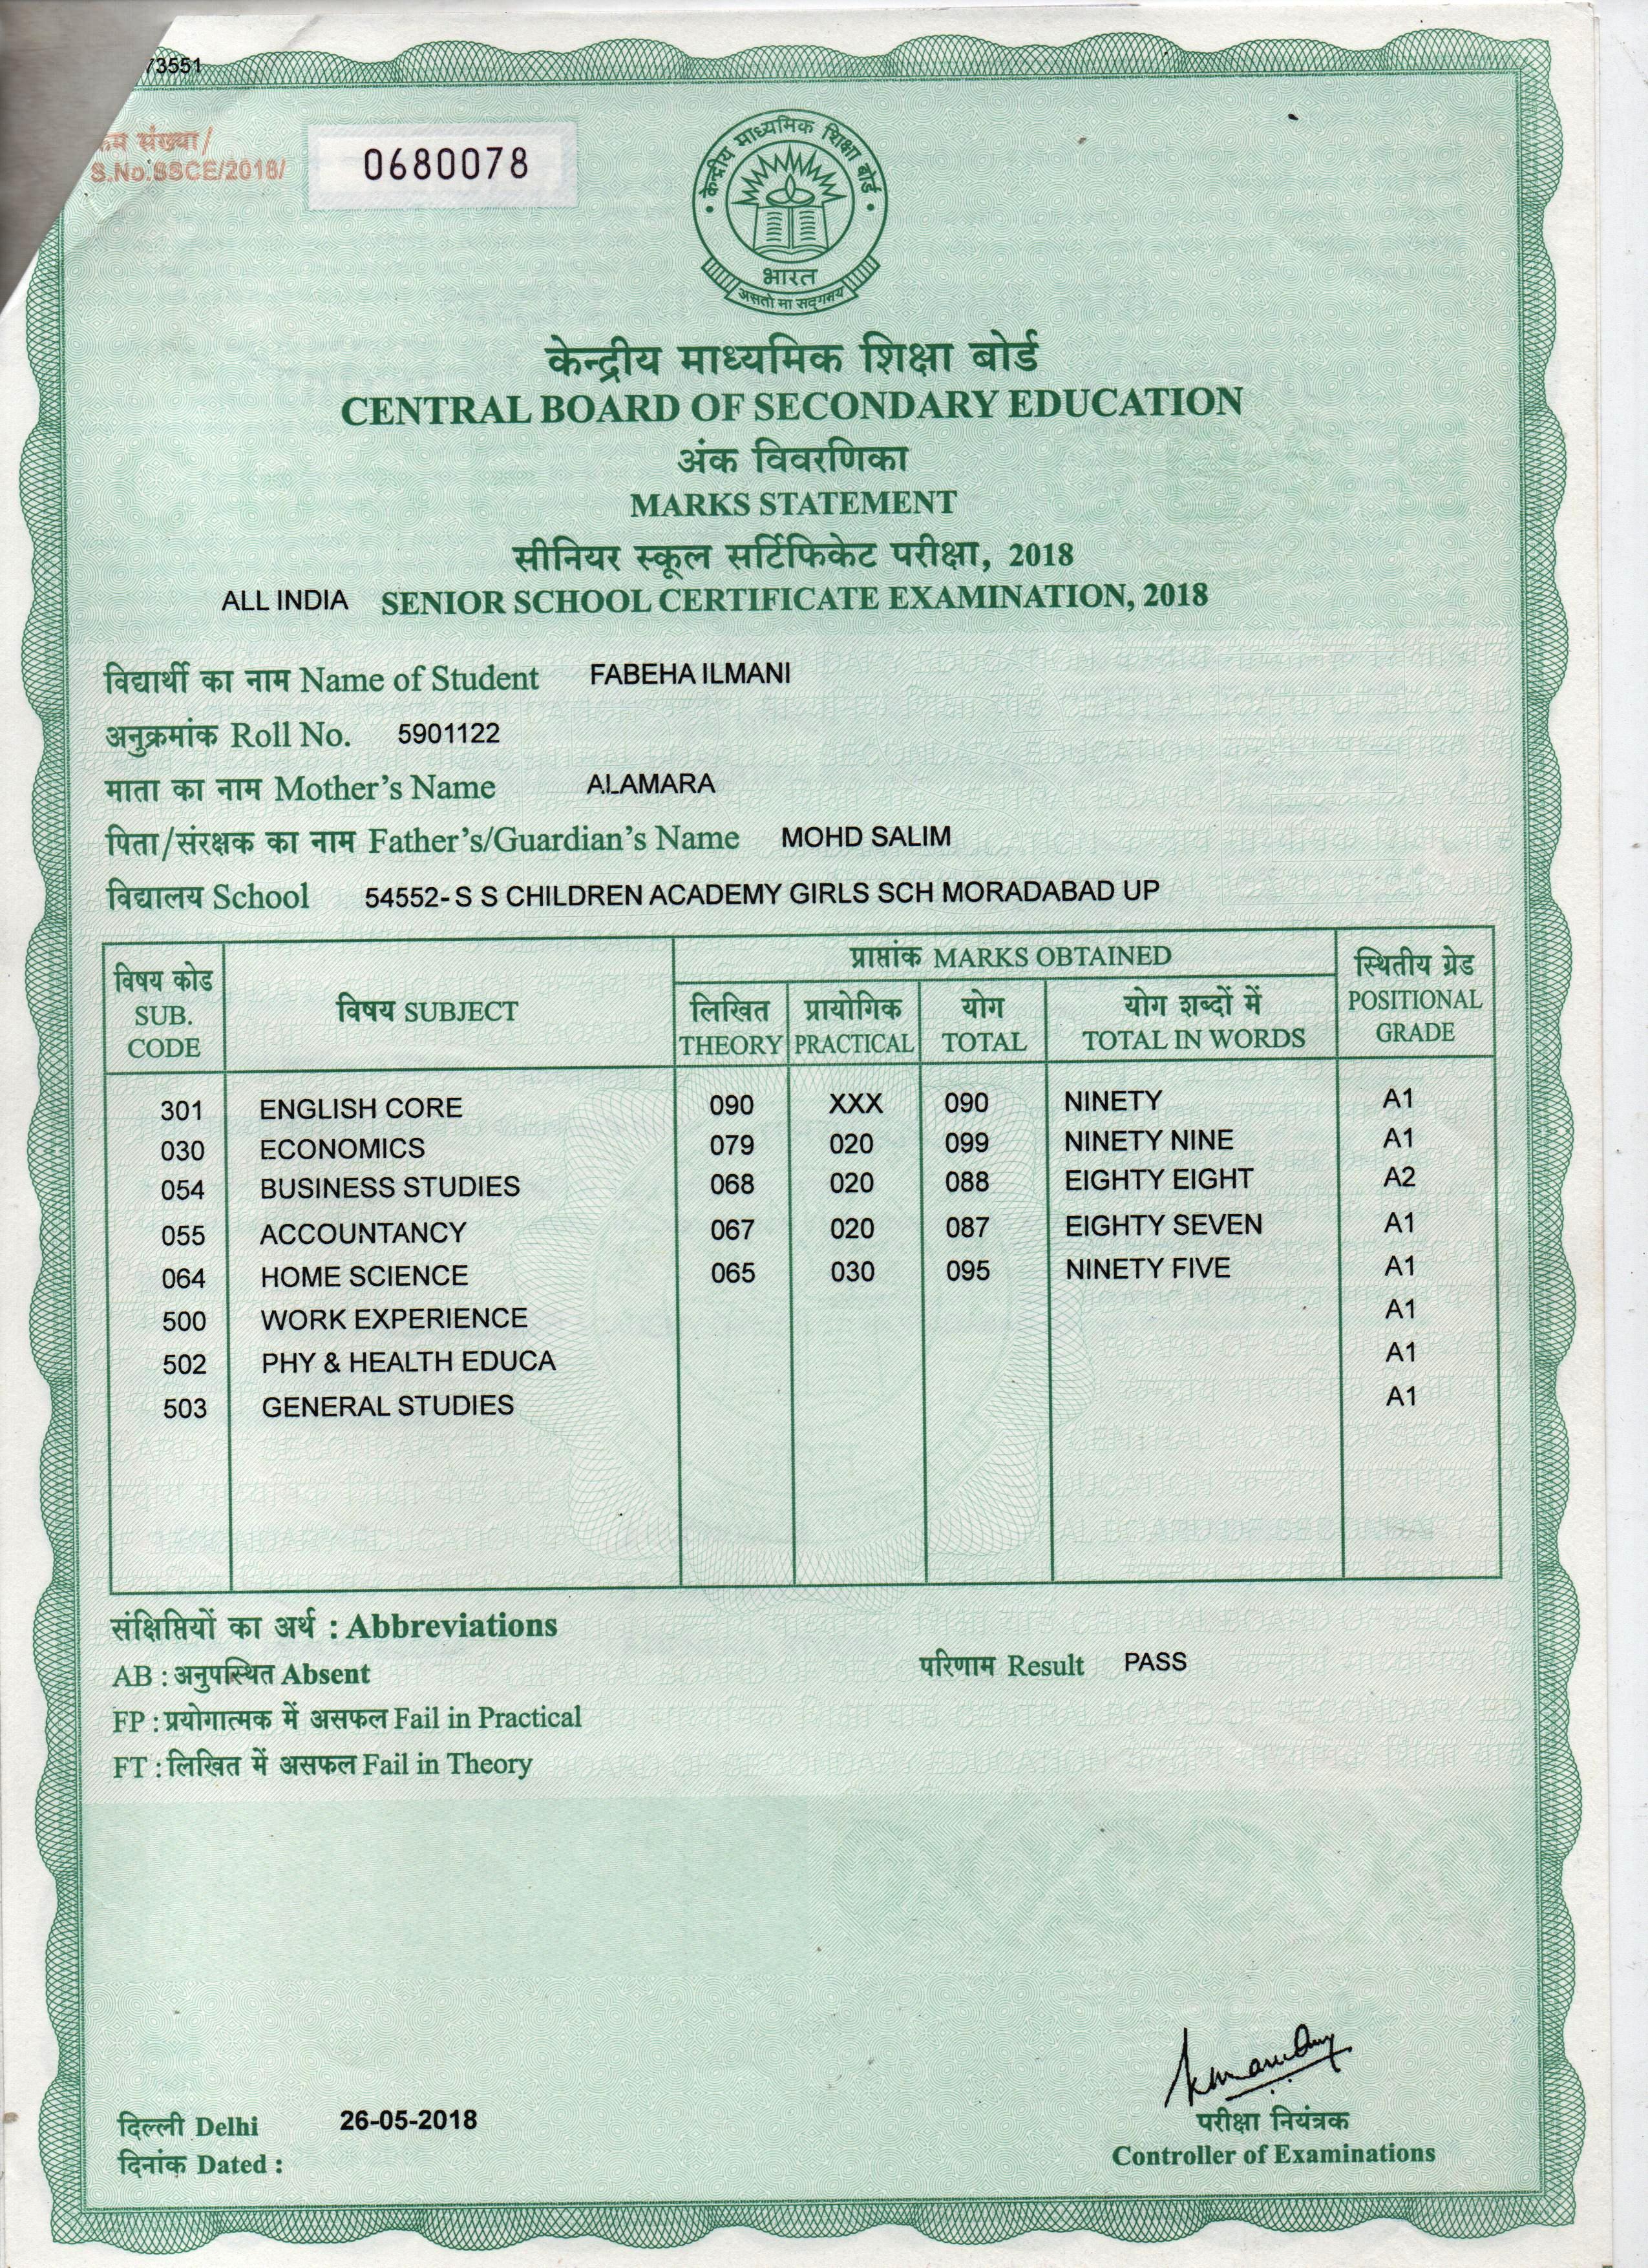 73551
क्रम संख्या/
S.No.SSCE/2018/ 0680078
केन्द्रीय माध्यमिक शिक्षा बोर्ड
भारत
असतो मा सद्गमय
केन्द्रीय माध्यमिक शिक्षा बोर्ड
CENTRAL BOARD OF SECONDARY EDUCATION
अंक विवरणिका
MARKS STATEMENT
सीनियर स्कूल सर्टिफिकेट परीक्षा, 2018
ALL INDIA SENIOR SCHOOL CERTIFICATE EXAMINATION, 2018
विद्यार्थी का नाम Name of Student FABEHA ILMANI
अनुक्रमांक Roll No. 5901122
माता का नाम Mother's Name ALAMARA
पिता/संरक्षक का नाम Father's/Guardian's Name MOHD SALIM
विद्यालय School 54552- S S CHILDREN ACADEMY GIRLS SCH MORADABAD UP
विषय कोड SUB. CODE विषय SUBJECT प्राप्तांक MARKS OBTAINED स्थितीय ग्रेड POSITIONAL GRADE
लिखित THEORY प्रायोगिक PRACTICAL योग TOTAL योग शब्दों में TOTAL IN WORDS
301 ENGLISH CORE 090 XXX 090 NINETY A1
030 ECONOMICS 079 020 099 NINETY NINE A1
054 BUSINESS STUDIES 068 020 088 EIGHTY EIGHT A2
055 ACCOUNTANCY 067 020 087 EIGHTY SEVEN A1
064 HOME SCIENCE 065 030 095 NINETY FIVE A1
500 WORK EXPERIENCE A1
502 PHY & HEALTH EDUCA A1
503 GENERAL STUDIES A1
संक्षिप्तियों का अर्थ : Abbreviations
AB : अनुपस्थित Absent परिणाम Result PASS
FP : प्रयोगात्मक में असफल Fail in Practical
FT : लिखित में असफल Fail in Theory
दिल्ली Delhi 26-05-2018
दिनांक Dated :
परीक्षा नियंत्रक
Controller of Examinations